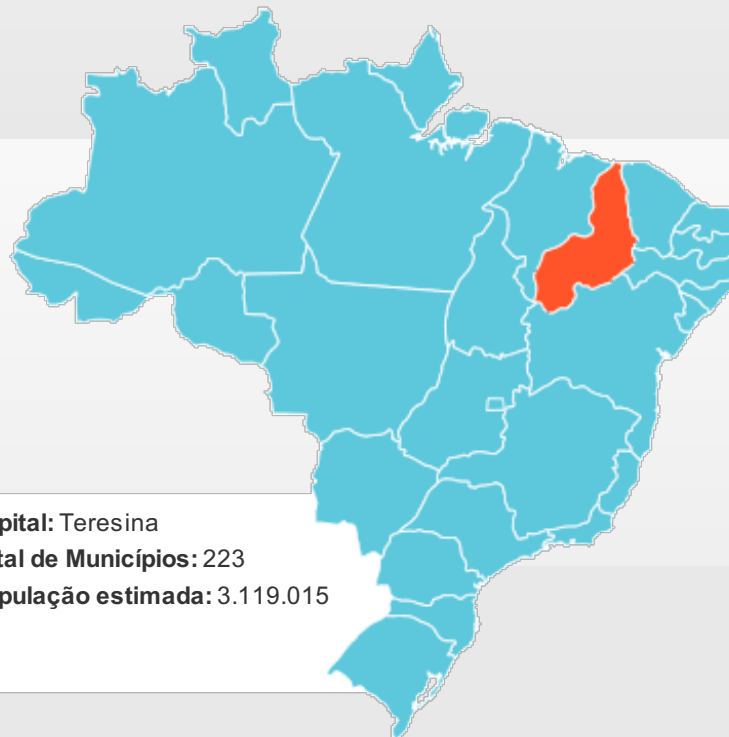 pital: Teresina
tal de Municípios: 223
pulação estimada: 3.119.015